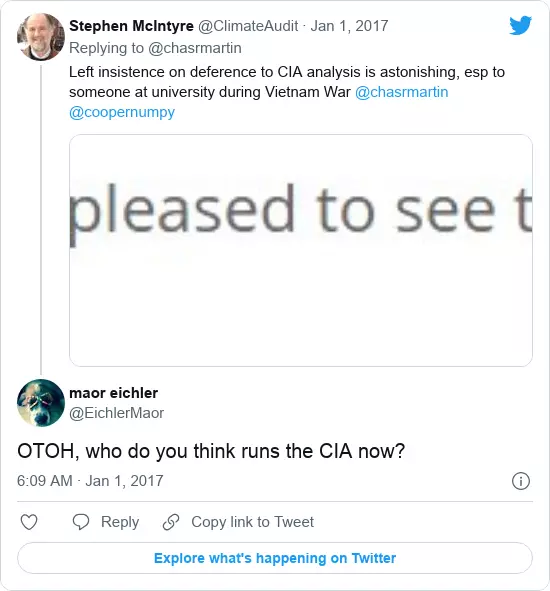 Stephen McIntyre @ClimateAudit · Jan 1, 2017
Replying to @chasrmartin
Left insistence on deference to CIA analysis is astonishing, esp to
someone at university during Vietnam War @chasrmartin
@coopernumpy
pleased to see t
maor eichler
@EichlerMaor
OTOH, who do you think runs the CIA now?
6:09 AM · Jan 1, 2017
Reply
Copy link to Tweet
Explore what's happening on Twitter